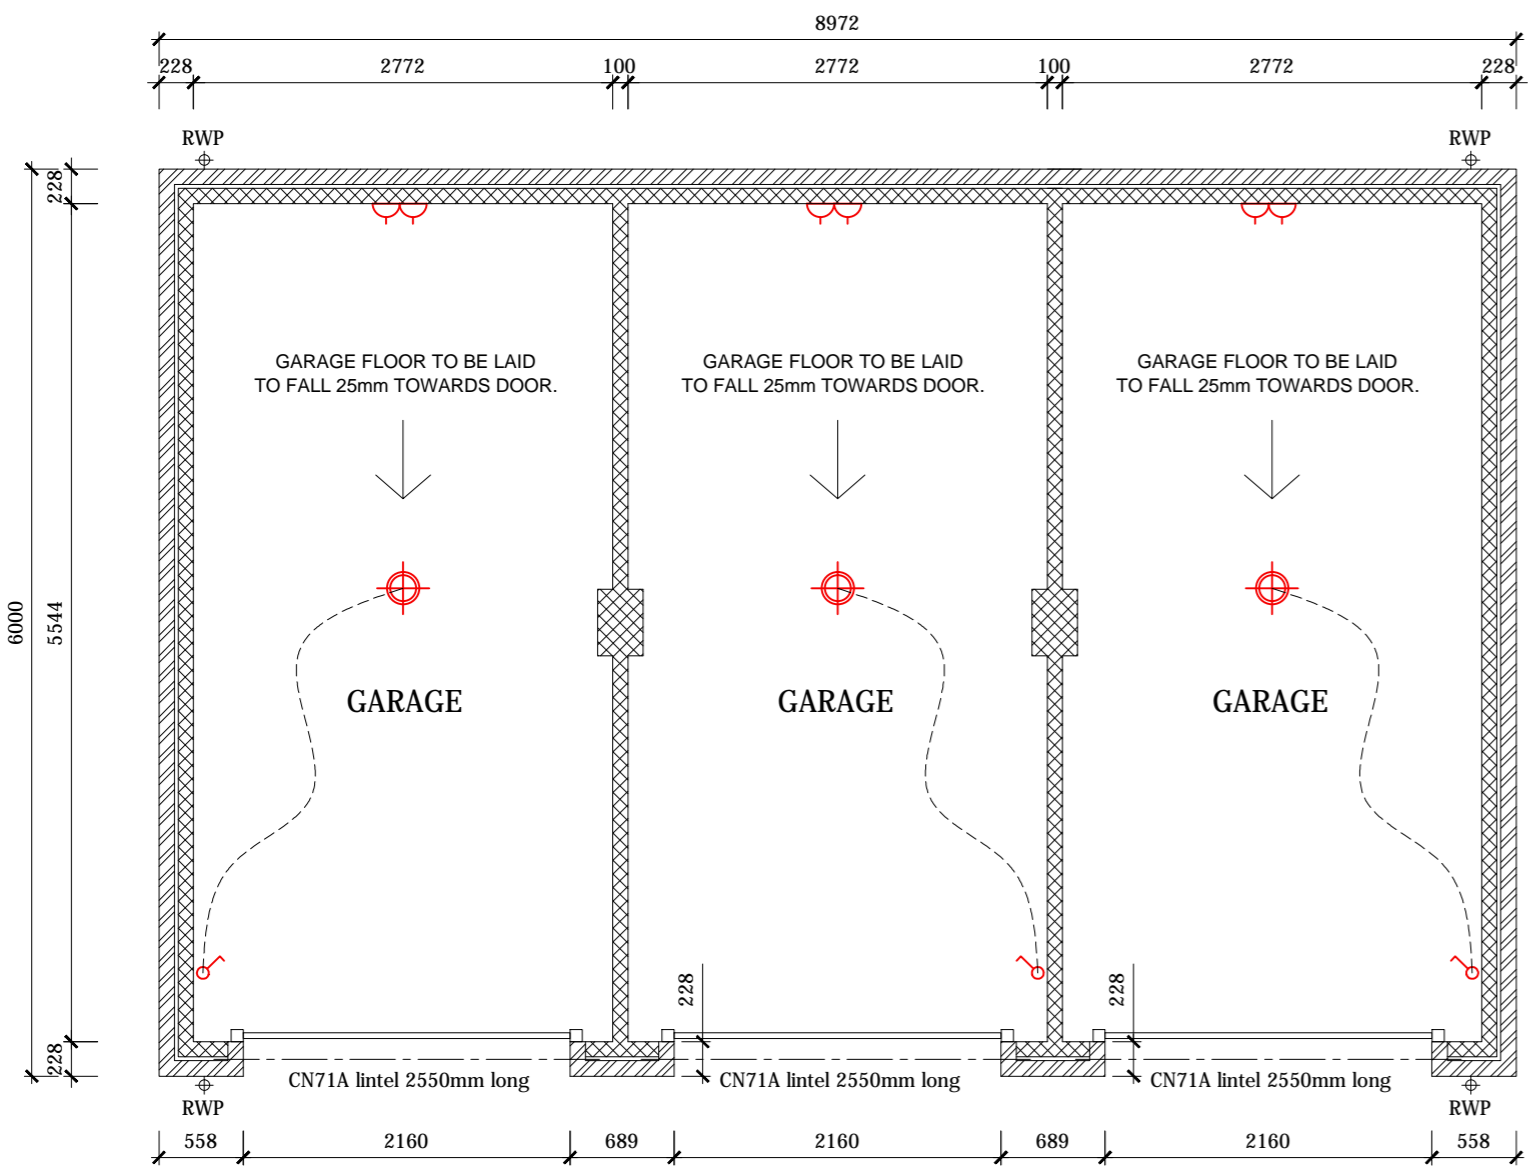 8972
228 2772 100 2772 100 2772 228
RWP RWP
228
GARAGE FLOOR TO BE LAID
TO FALL 25mm TOWARDS DOOR.
GARAGE FLOOR TO BE LAID
TO FALL 25mm TOWARDS DOOR.
GARAGE FLOOR TO BE LAID
TO FALL 25mm TOWARDS DOOR.
6000
5544
GARAGE GARAGE GARAGE
228 228
228
CN71A lintel 2550mm long CN71A lintel 2550mm long CN71A lintel 2550mm long
RWP RWP
558 2160 689 2160 689 2160 558